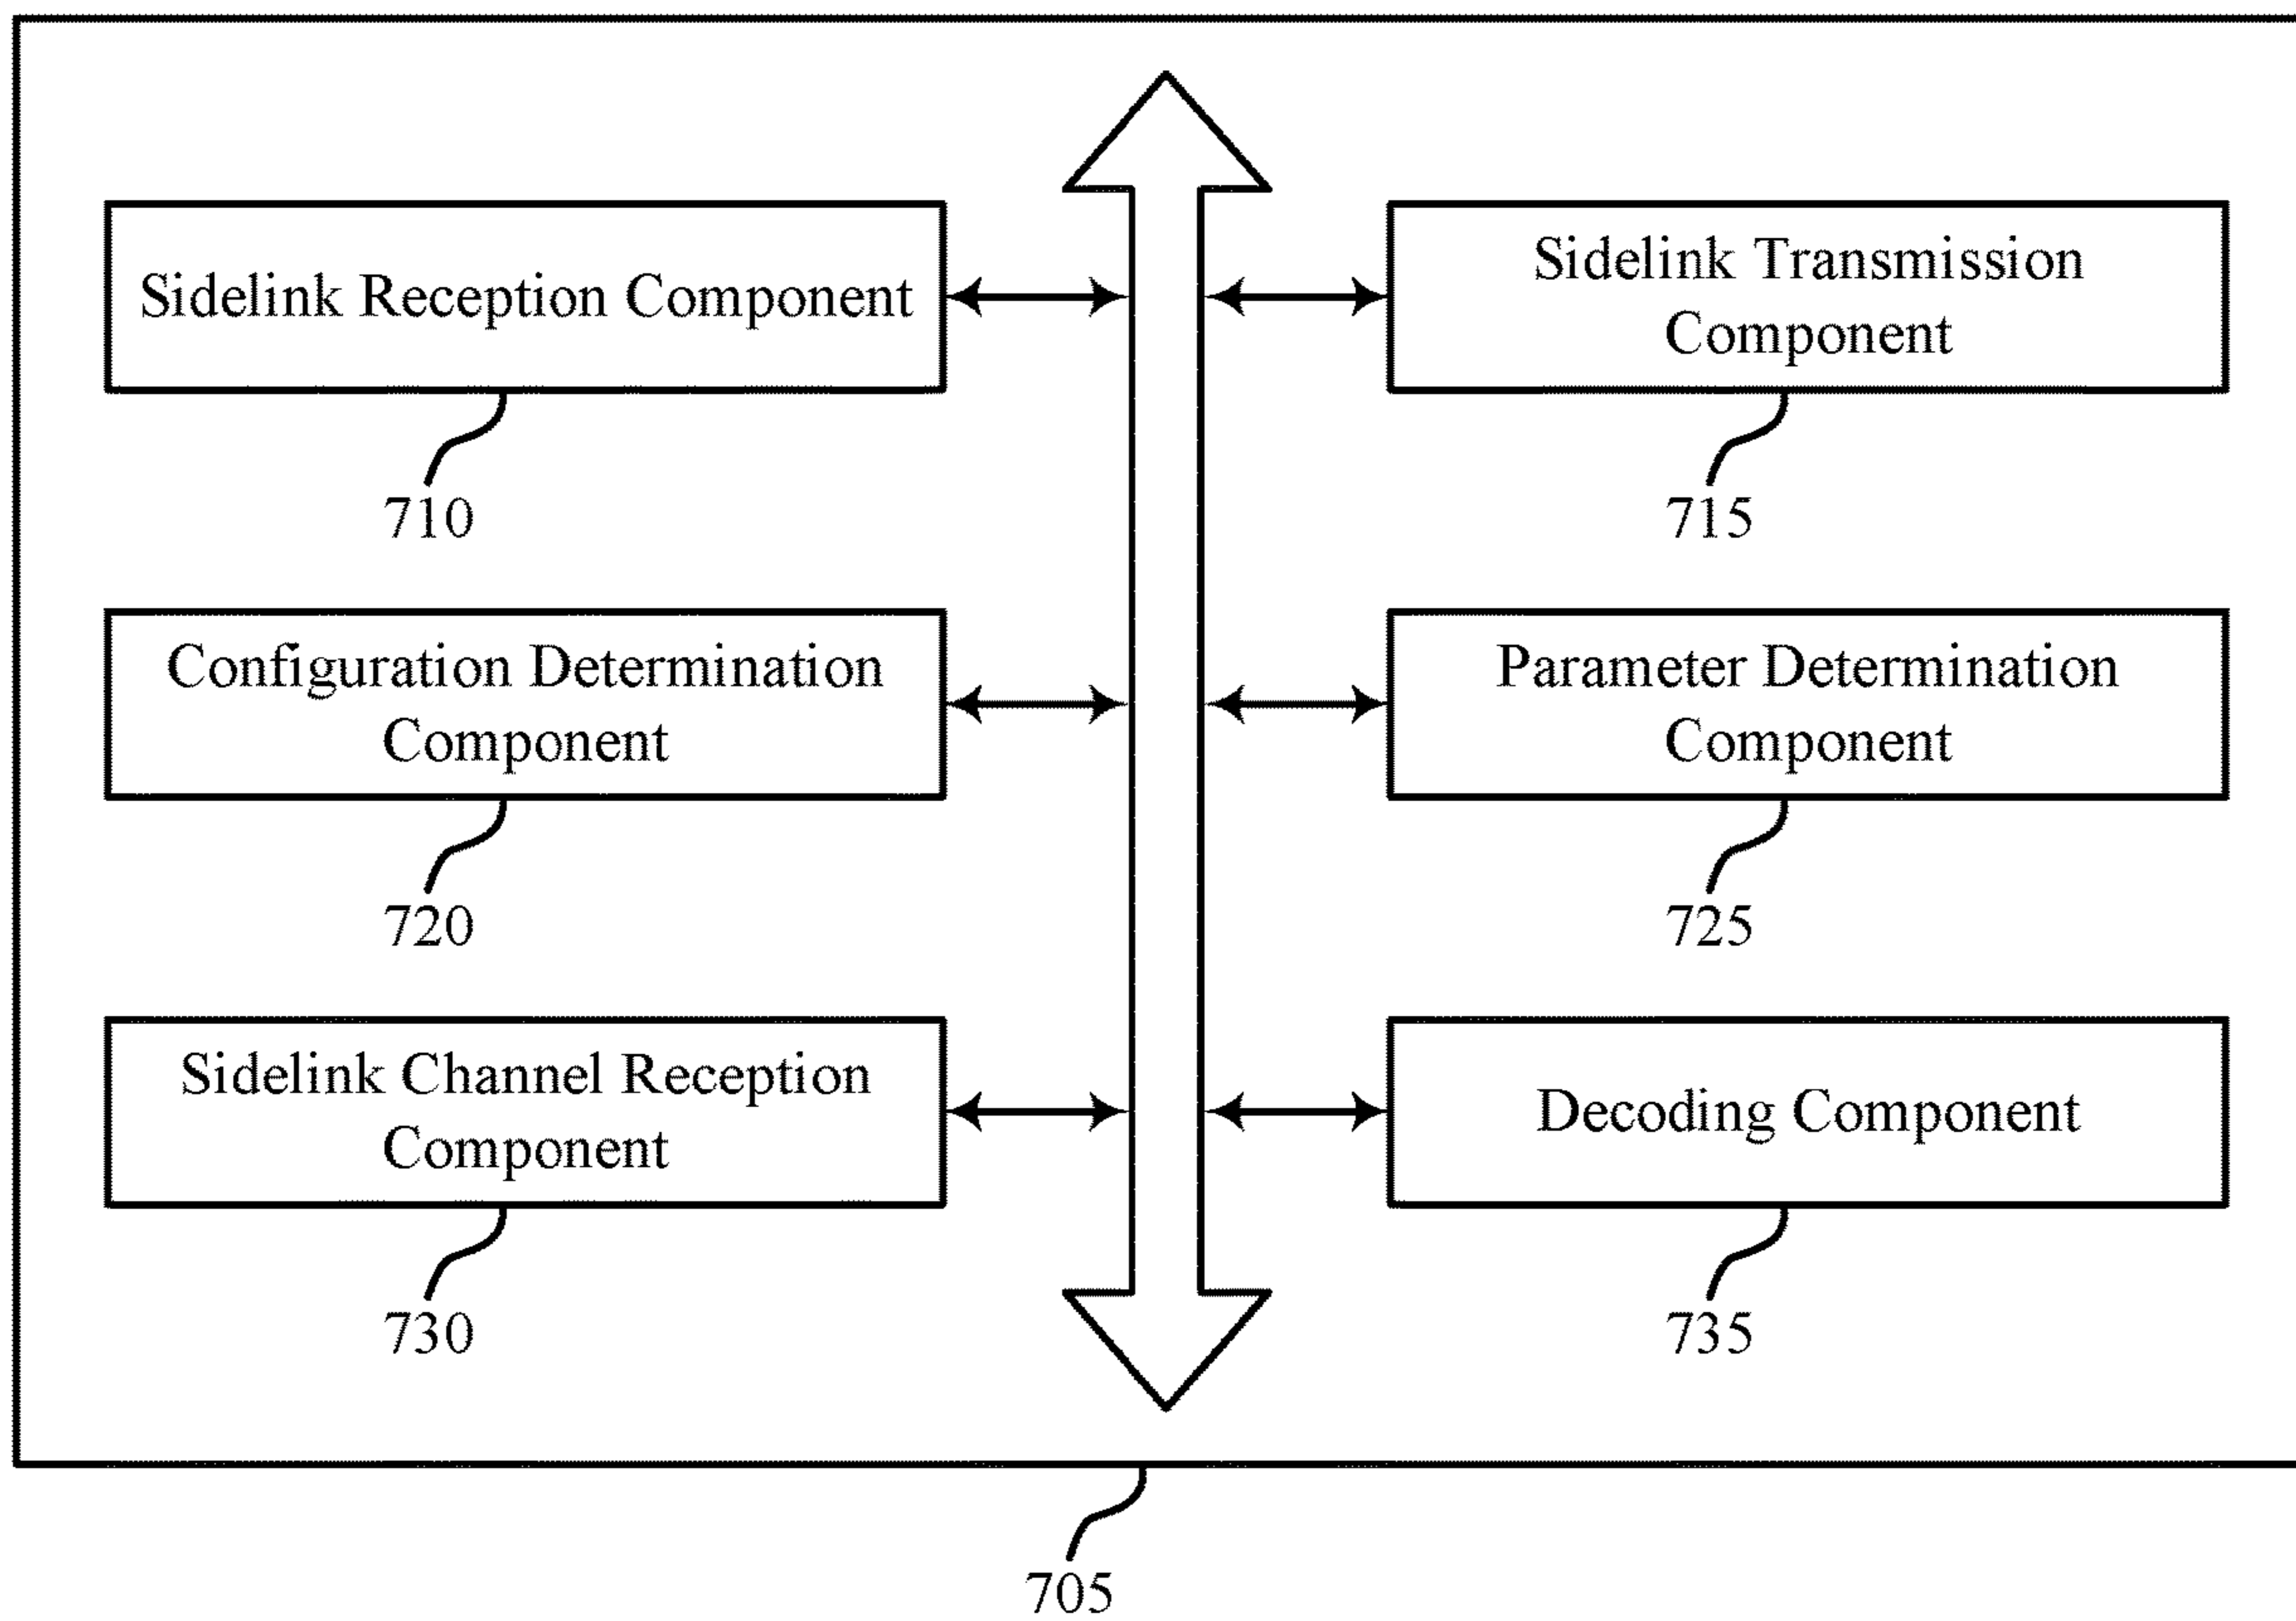 Sidelink Reception Component
710
Sidelink Transmission
Component
715
Configuration Determination
Component
720
Parameter Determination
Component
725
Sidelink Channel Reception
Component
730
Decoding Component
735
705